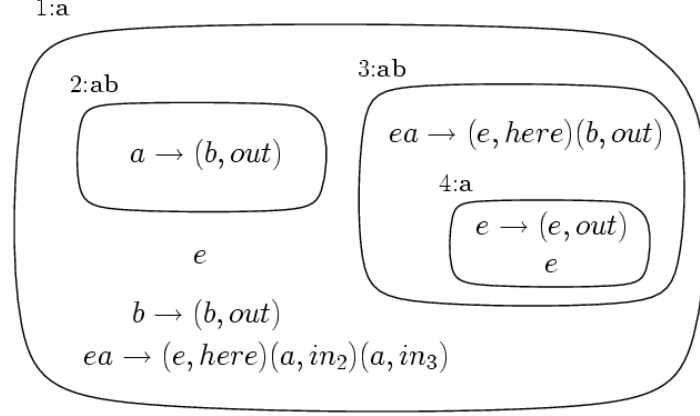 1:a
2:ab
3:ab
a → (b, out)
ea → (e, here)(b, out)
4:a
e → (e, out)
e
e
b → (b, out)
ea → (e, here)(a, in₂)(a, in₃)